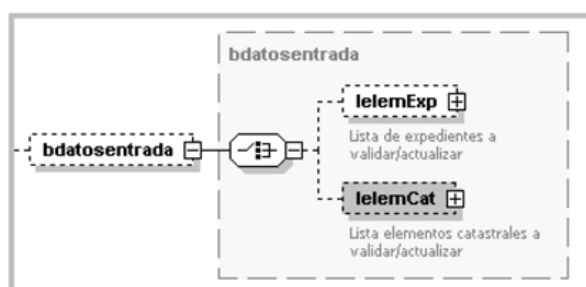 bdatosentrada
bdatosentrada
lelemExp
Lista de expedientes a
validar/actualizar
lelemCat
Lista elementos catastrales a
validar/actualizar